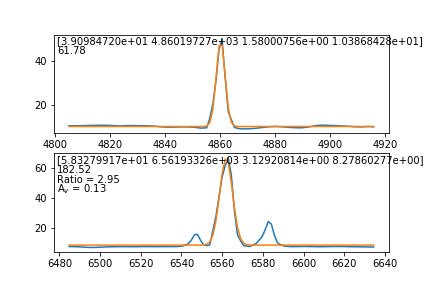 [3.90984720e+01 4.86019727e+03 1.58000756e+00 1.03868428e+01]
61.78
40
20
4800 4820 4840 4860 4880 4900 4920
[5.83279917e+01 6.56193326e+03 3.12920814e+00 8.27860277e+00]
182.52
Ratio = 2.95
Aᵥ = 0.13
60
40
20
6480 6500 6520 6540 6560 6580 6600 6620 6640